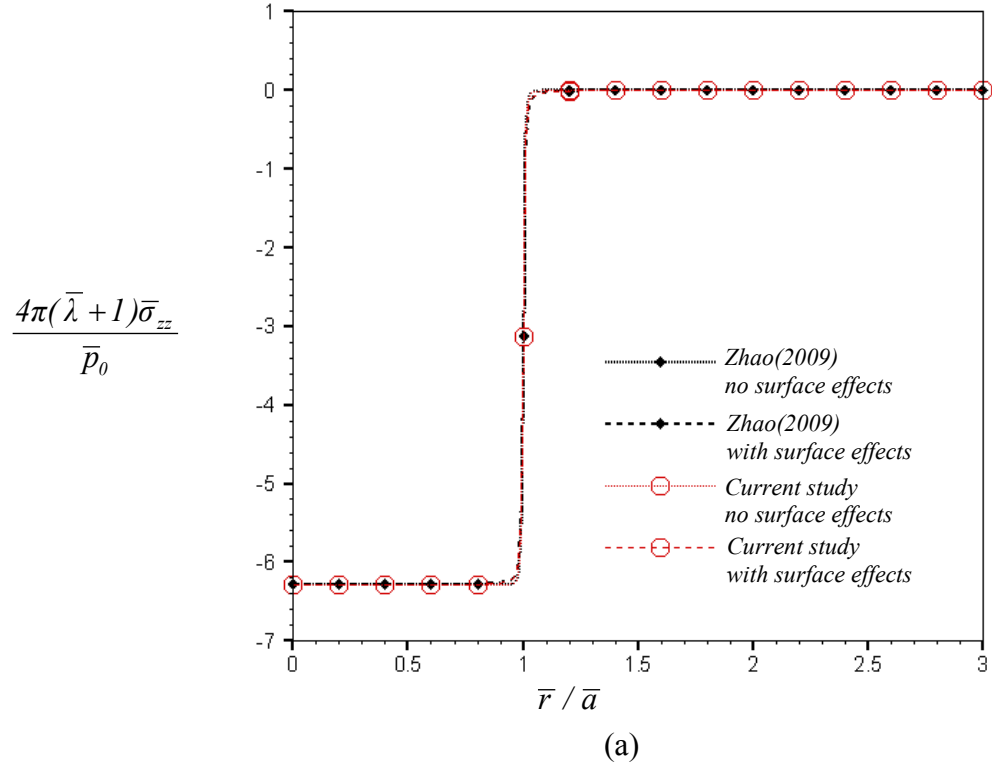 1
0
-1
-2
-3
-4
-5
-6
-7
4π(λ̅ +1)σ̅zz
p̅0
Zhao(2009)
no surface effects
Zhao(2009)
with surface effects
Current study
no surface effects
Current study
with surface effects
0 0.5 1 1.5 2 2.5 3
r̅ / a̅
(a)